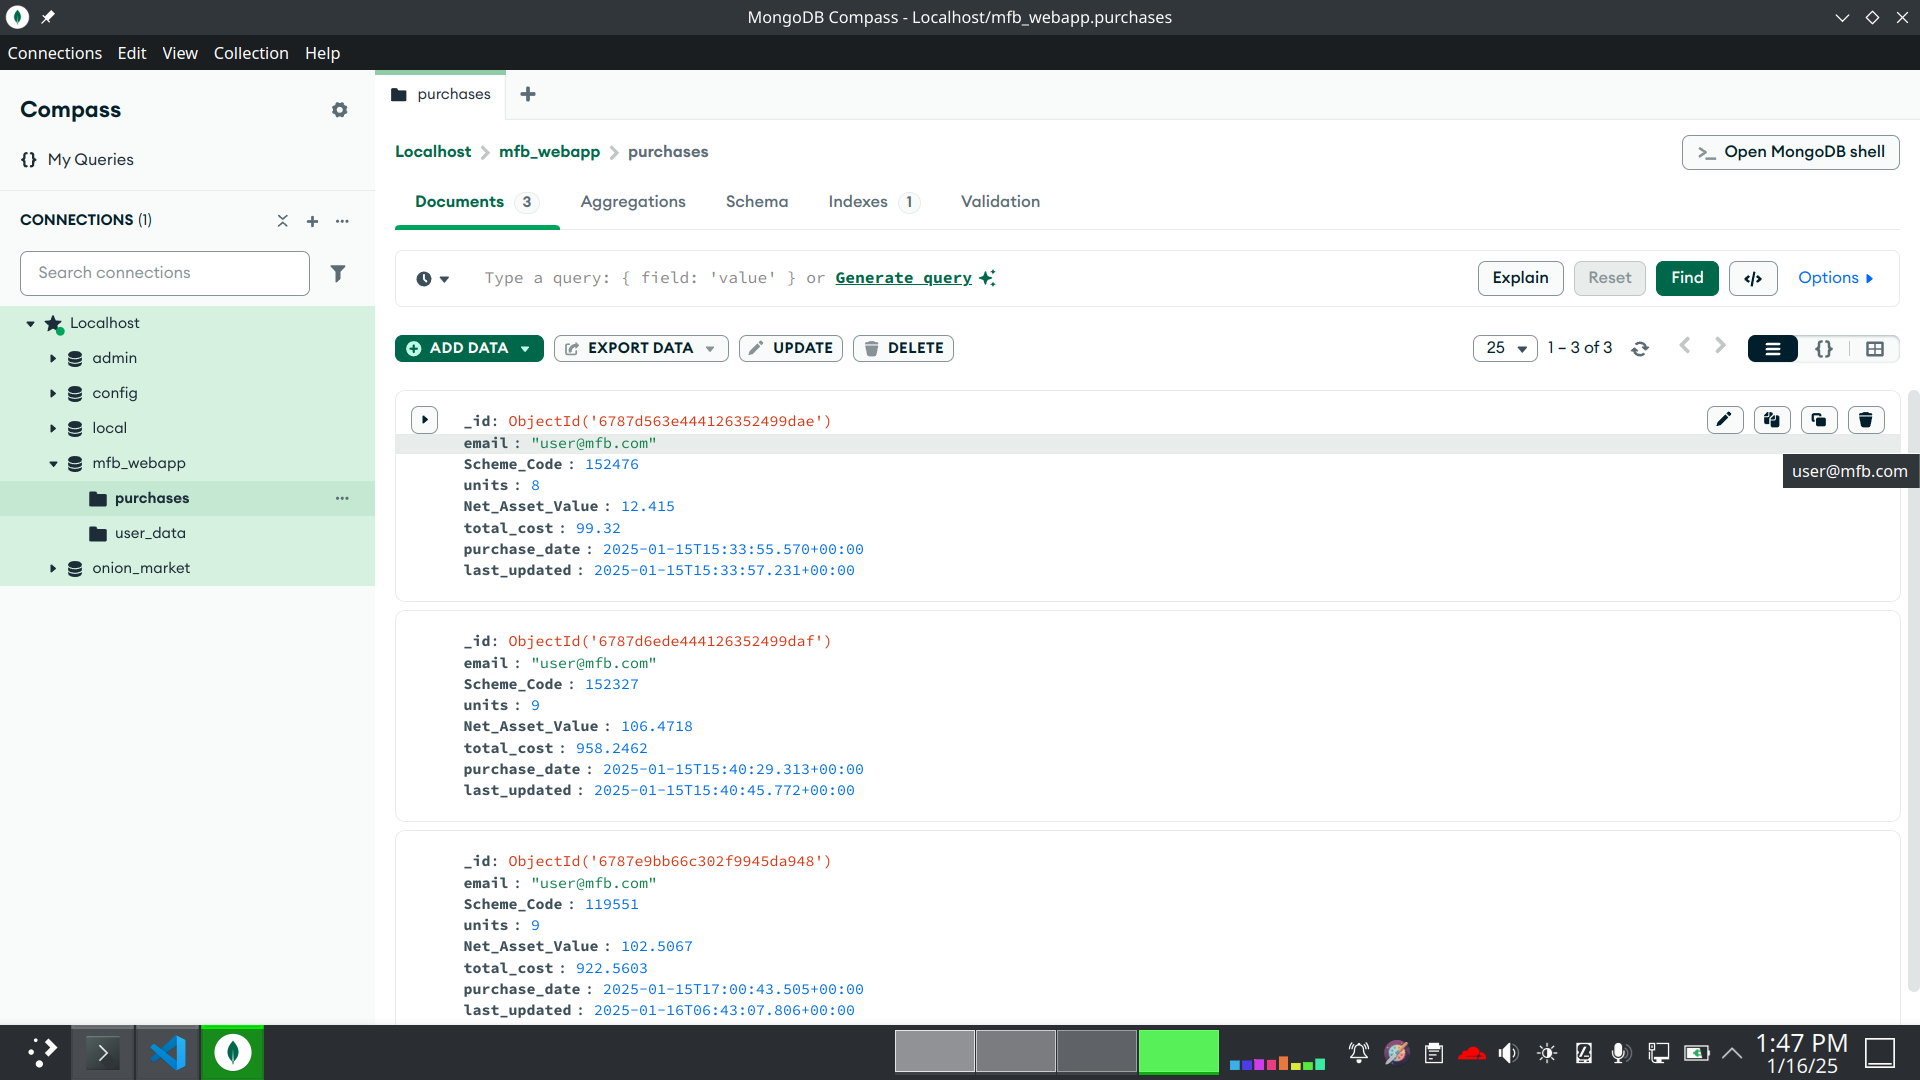 MongoDB Compass - Localhost/mfb_webapp.purchases
Connections Edit View Collection Help
Compass
{} My Queries
CONNECTIONS (1)
Search connections
Localhost
admin
config
local
mfb_webapp
purchases
user_data
onion_market
purchases
Localhost > mfb_webapp > purchases
>_ Open MongoDB shell
Documents 3 Aggregations Schema Indexes 1 Validation
Type a query: { field: 'value' } or Generate query
Explain Reset Find </> Options
ADD DATA EXPORT DATA UPDATE DELETE
25 1 – 3 of 3 {}
_id: ObjectId('6787d563e444126352499dae')
email : "user@mfb.com"
Scheme_Code : 152476
units : 8
Net_Asset_Value : 12.415
total_cost : 99.32
purchase_date : 2025-01-15T15:33:55.570+00:00
last_updated : 2025-01-15T15:33:57.231+00:00
user@mfb.com
_id: ObjectId('6787d6ede444126352499daf')
email : "user@mfb.com"
Scheme_Code : 152327
units : 9
Net_Asset_Value : 106.4718
total_cost : 958.2462
purchase_date : 2025-01-15T15:40:29.313+00:00
last_updated : 2025-01-15T15:40:45.772+00:00
_id: ObjectId('6787e9bb66c302f9945da948')
email : "user@mfb.com"
Scheme_Code : 119551
units : 9
Net_Asset_Value : 102.5067
total_cost : 922.5603
purchase_date : 2025-01-15T17:00:43.505+00:00
last_updated : 2025-01-16T06:43:07.806+00:00
1:47 PM
1/16/25